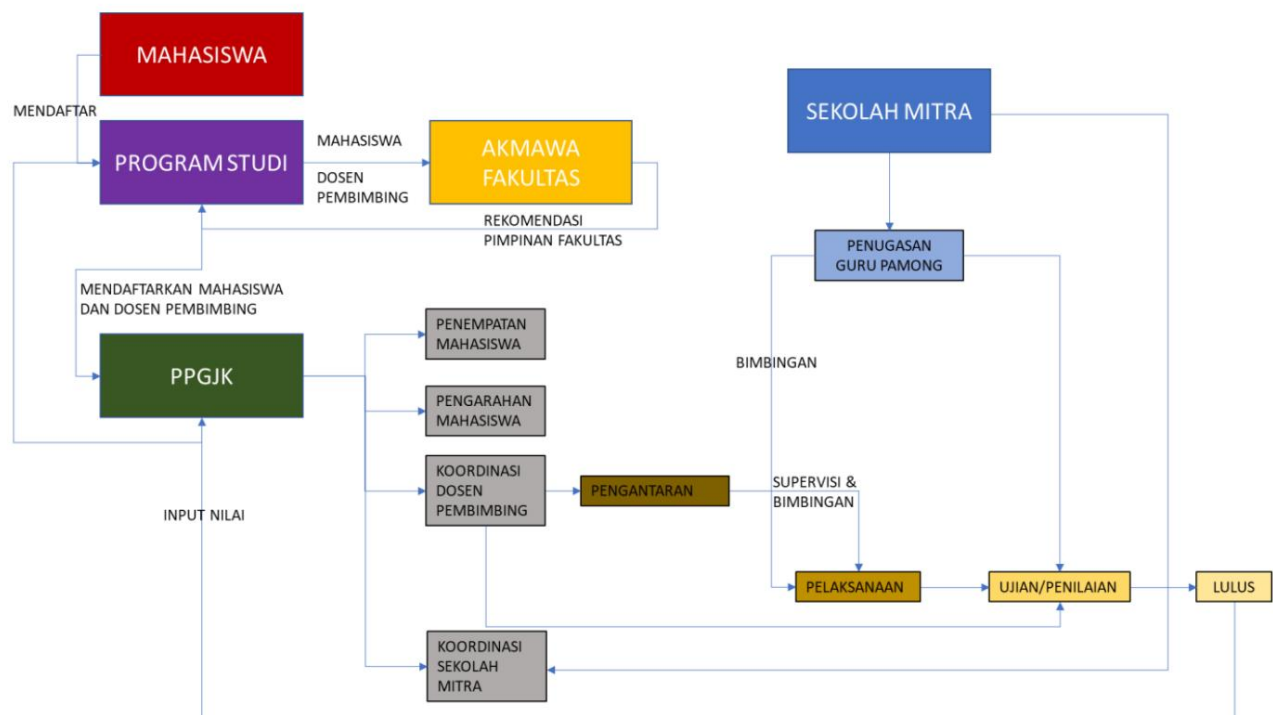 MAHASISWA
MENDAFTAR
PROGRAM STUDI
MAHASISWA
DOSEN
PEMBIMBING
AKMAWA
FAKULTAS
SEKOLAH MITRA
REKOMENDASI
PIMPINAN FAKULTAS
PENUGASAN
GURU PAMONG
MENDAFTARKAN MAHASISWA
DAN DOSEN PEMBIMBING
PPGJK
PENEMPATAN
MAHASISWA
BIMBINGAN
PENGARAHAN
MAHASISWA
KOORDINASI
DOSEN
PEMBIMBING
PENGANTARAN
SUPERVISI &
BIMBINGAN
INPUT NILAI
PELAKSANAAN
UJIAN/PENILAIAN
LULUS
KOORDINASI
SEKOLAH
MITRA